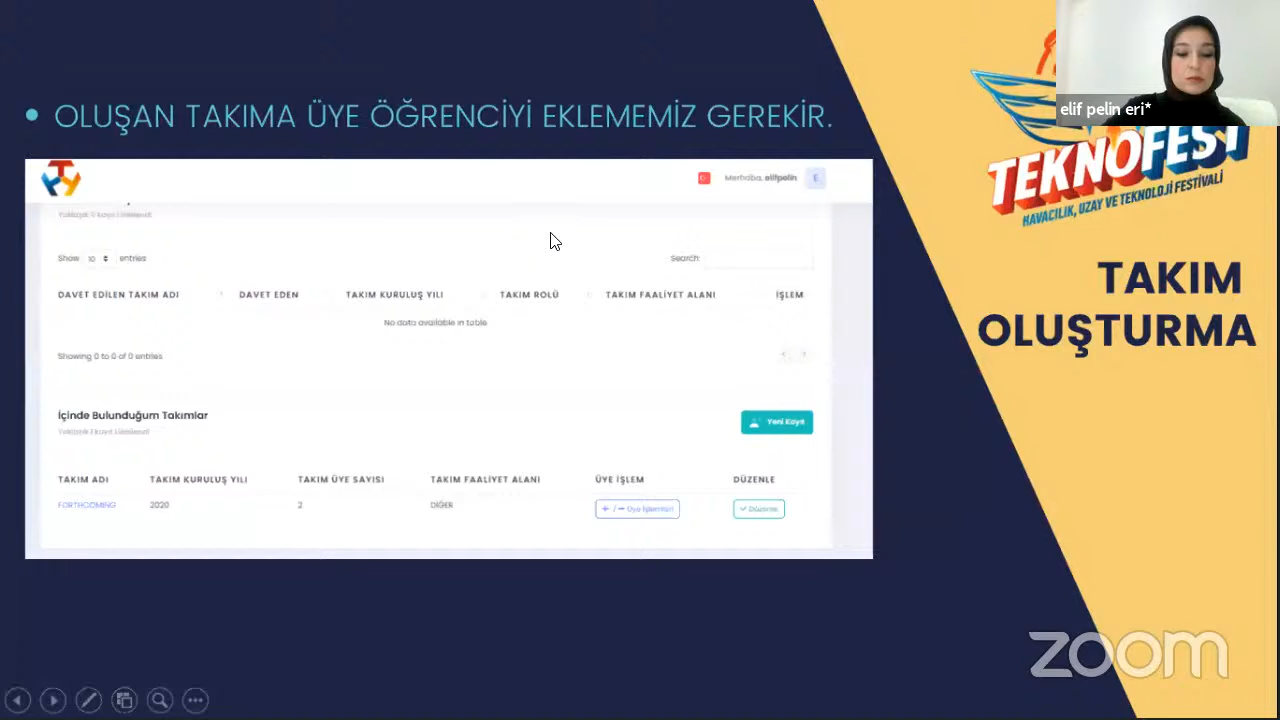 • OLUŞAN TAKIMA ÜYE ÖĞRENCİYİ EKLEMEMİZ GEREKİR.
elif pelin eri*
TEKNOFEST
HAVACILIK, UZAY VE TEKNOLOJİ FESTİVALİ
TAKIM
OLUŞTURMA
Merhaba, elifpelin E
Show 10 entries
Search:
DAVET EDİLEN TAKIM ADI DAVET EDEN TAKIM KURULUŞ YILI TAKIM ROLÜ TAKIM FAALİYET ALANI İŞLEM
No data available in table
Showing 0 to 0 of 0 entries
İçinde Bulunduğum Takımlar
Yeni Kayıt
TAKIM ADI TAKIM KURULUŞ YILI TAKIM ÜYE SAYISI TAKIM FAALİYET ALANI ÜYE İŞLEM DÜZENLE
FORTHCOMING 2020 2 DİĞER + / − Üye İşlemleri Düzenle
zoom